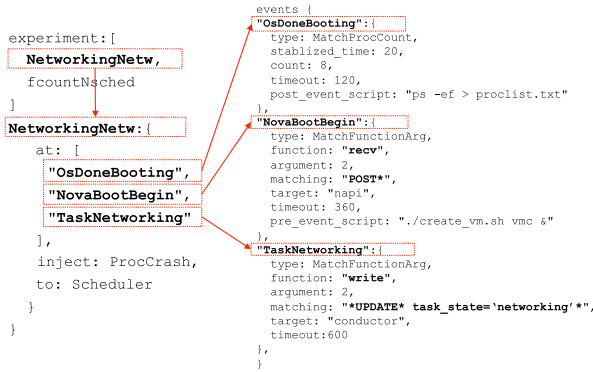 experiment:[
NetworkingNetw,
fcountNsched
]
NetworkingNetw:{
at: [
"OsDoneBooting",
"NovaBootBegin",
"TaskNetworking"
],
inject: ProcCrash,
to: Scheduler
}
}
events {
"OsDoneBooting":{
type: MatchProcCount,
stablized_time: 20,
count: 8,
timeout: 120,
post_event_script: "ps -ef > proclist.txt"
},
"NovaBootBegin":{
type: MatchFunctionArg,
function: "recv",
argument: 2,
matching: "POST*",
target: "napi",
timeout: 360,
pre_event_script: "./create_vm.sh vmc &"
},
"TaskNetworking":{
type: MatchFunctionArg,
function: "write",
argument: 2,
matching: "*UPDATE* task_state=‘networking’*",
target: "conductor",
timeout:600
},
}